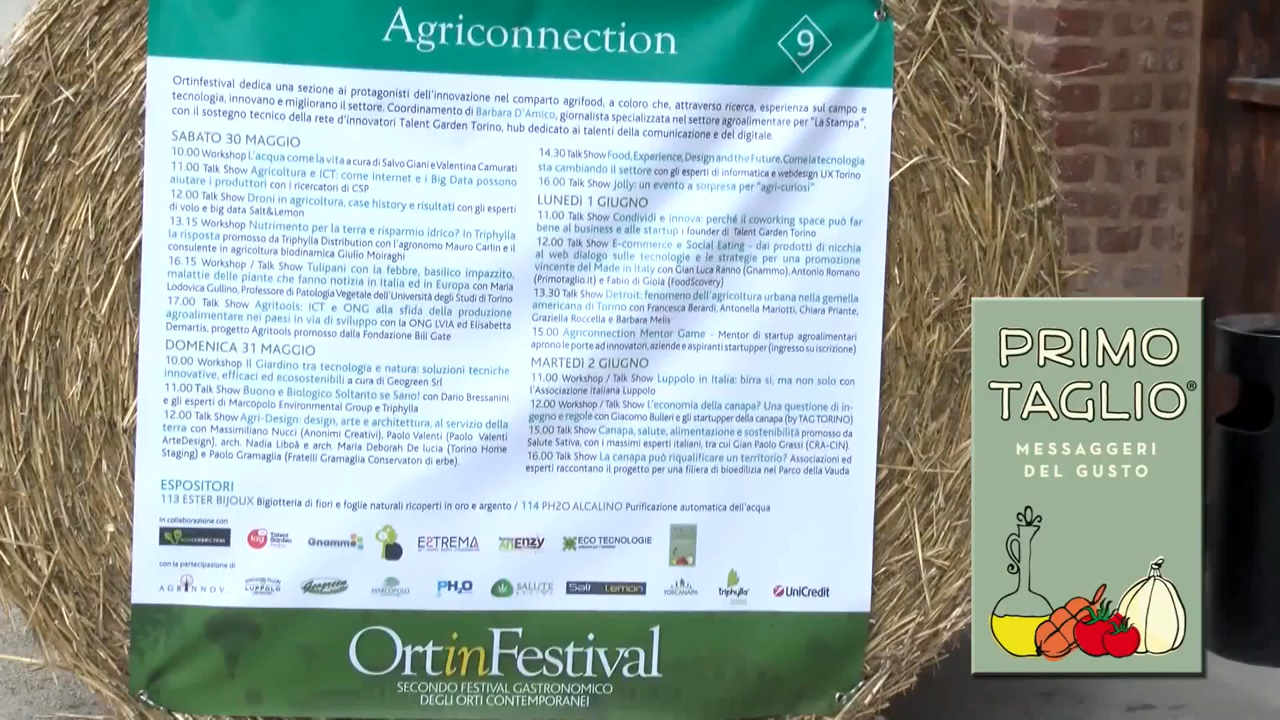 Agriconnection
9
Ortinfestival dedica una sezione ai protagonisti dell'innovazione nel comparto agrifood, a coloro che, attraverso ricerca, esperienza sul campo e
tecnologia, innovano e migliorano il settore. Coordinamento di Barbara D'Amico, giornalista specializzata nel settore agroalimentare per "La Stampa",
con il sostegno tecnico della rete d'innovatori Talent Garden Torino, hub dedicato ai talenti della comunicazione e del digitale.
SABATO 30 MAGGIO
10.00 Workshop L'acqua come la vita a cura di Salvo Giani e Valentina Camurati
11.00 Talk Show Agricoltura e ICT: come Internet e i Big Data possono
aiutare i produttori con i ricercatori di CSP
12.00 Talk Show Droni in agricoltura, case history e risultati con gli esperti
di volo e big data Salt&Lemon
13.15 Workshop Nutrimento per la terra e risparmio idrico? In Triphylla
la risposta promosso da Triphylla Distribution con l'agronomo Mauro Carlin e il
consulente in agricoltura biodinamica Giulio Moiraghi
16.15 Workshop / Talk Show Tulipani con la febbre, basilico impazzito,
malattie delle piante che fanno notizia in Italia ed in Europa con Maria
Lodovica Gullino, Professore di Patologia Vegetale dell'Università degli Studi di Torino
17.00 Talk Show Agritools: ICT e ONG alla sfida della produzione
agroalimentare nei paesi in via di sviluppo con la ONG LVIA ed Elisabetta
Demartis, progetto Agritools promosso dalla Fondazione Bill Gate
DOMENICA 31 MAGGIO
10.00 Workshop Il Giardino tra tecnologia e natura: soluzioni tecniche
innovative, efficaci ed ecosostenibili a cura di Geogreen Srl
11.00 Talk Show Buono e Biologico Soltanto se Sano! con Dario Bressanini
e gli esperti di Marcopolo Environmental Group e Triphylla
12.00 Talk Show Agri-Design: design, arte e architettura, al servizio della
terra con Massimiliano Nucci (Anonimi Creativi), Paolo Valenti (Paolo Valenti
ArteDesign), arch. Nadia Liboà e arch. Maria Deborah De lucia (Torino Home
Staging) e Paolo Gramaglia (Fratelli Gramaglia Conservatori di erbe).
14.30 Talk Show Food, Experience, Design and the Future. Come la tecnologia
sta cambiando il settore con gli esperti di informatica e webdesign UX Torino
16.00 Talk Show Jolly: un evento a sorpresa per "agri-curiosi"
LUNEDÌ 1 GIUGNO
11.00 Talk Show Condividi e innova: perché il coworking space può far
bene al business e alle startup i founder di Talent Garden Torino
12.00 Talk Show E-commerce e Social Eating - dai prodotti di nicchia
al web dialogo sulle tecnologie e le strategie per una promozione
vincente del Made in Italy con Gian Luca Ranno (Gnammo), Antonio Romano
(Primotaglio.it) e Fabio di Gioia (FoodScovery)
13.30 Talk Show Detroit: fenomeno dell'agricoltura urbana nella gemella
americana di Torino con Francesca Berardi, Antonella Mariotti, Chiara Priante,
Graziella Roccella e Barbara Melis
15.00 Agriconnection Mentor Game - Mentor di startup agroalimentari
aprono le porte ad innovatori, aziende e aspiranti startupper (ingresso su iscrizione)
MARTEDÌ 2 GIUGNO
11.00 Workshop / Talk Show Luppolo in Italia: birra si, ma non solo con
l'Associazione Italiana Luppolo
12.00 Workshop / Talk Show L'economia della canapa? Una questione di in-
gegno e regole con Giacomo Bulleri e gli startupper della canapa (by TAG TORINO)
15.00 Talk Show Canapa, salute, alimentazione e sostenibilità promosso da
Salute Sativa, con i massimi esperti italiani, tra cui Gian Paolo Grassi (CRA-CIN).
16.00 Talk Show La canapa può riqualificare un territorio? Associazioni ed
esperti raccontano il progetto per una filiera di bioedilizia nel Parco della Vauda
ESPOSITORI
113 ESTER BIJOUX Bigiotteria di fiori e foglie naturali ricoperti in oro e argento / 114 PH2O ALCALINO Purificazione automatica dell'acqua
in collaborazione con
AGRICONNECTION tag Talent Garden Gnammo EXTREMA ENZY ECO TECNOLOGIE
con la partecipazione di
AGRINNOV. LUPPOLO MARCOPOLO PH2O SALUTE Salt Lemon TOSCANAPA triphylla UniCredit
OrtinFestival
SECONDO FESTIVAL GASTRONOMICO
DEGLI ORTI CONTEMPORANEI
PRIMO
TAGLIO®
MESSAGGERI
DEL GUSTO